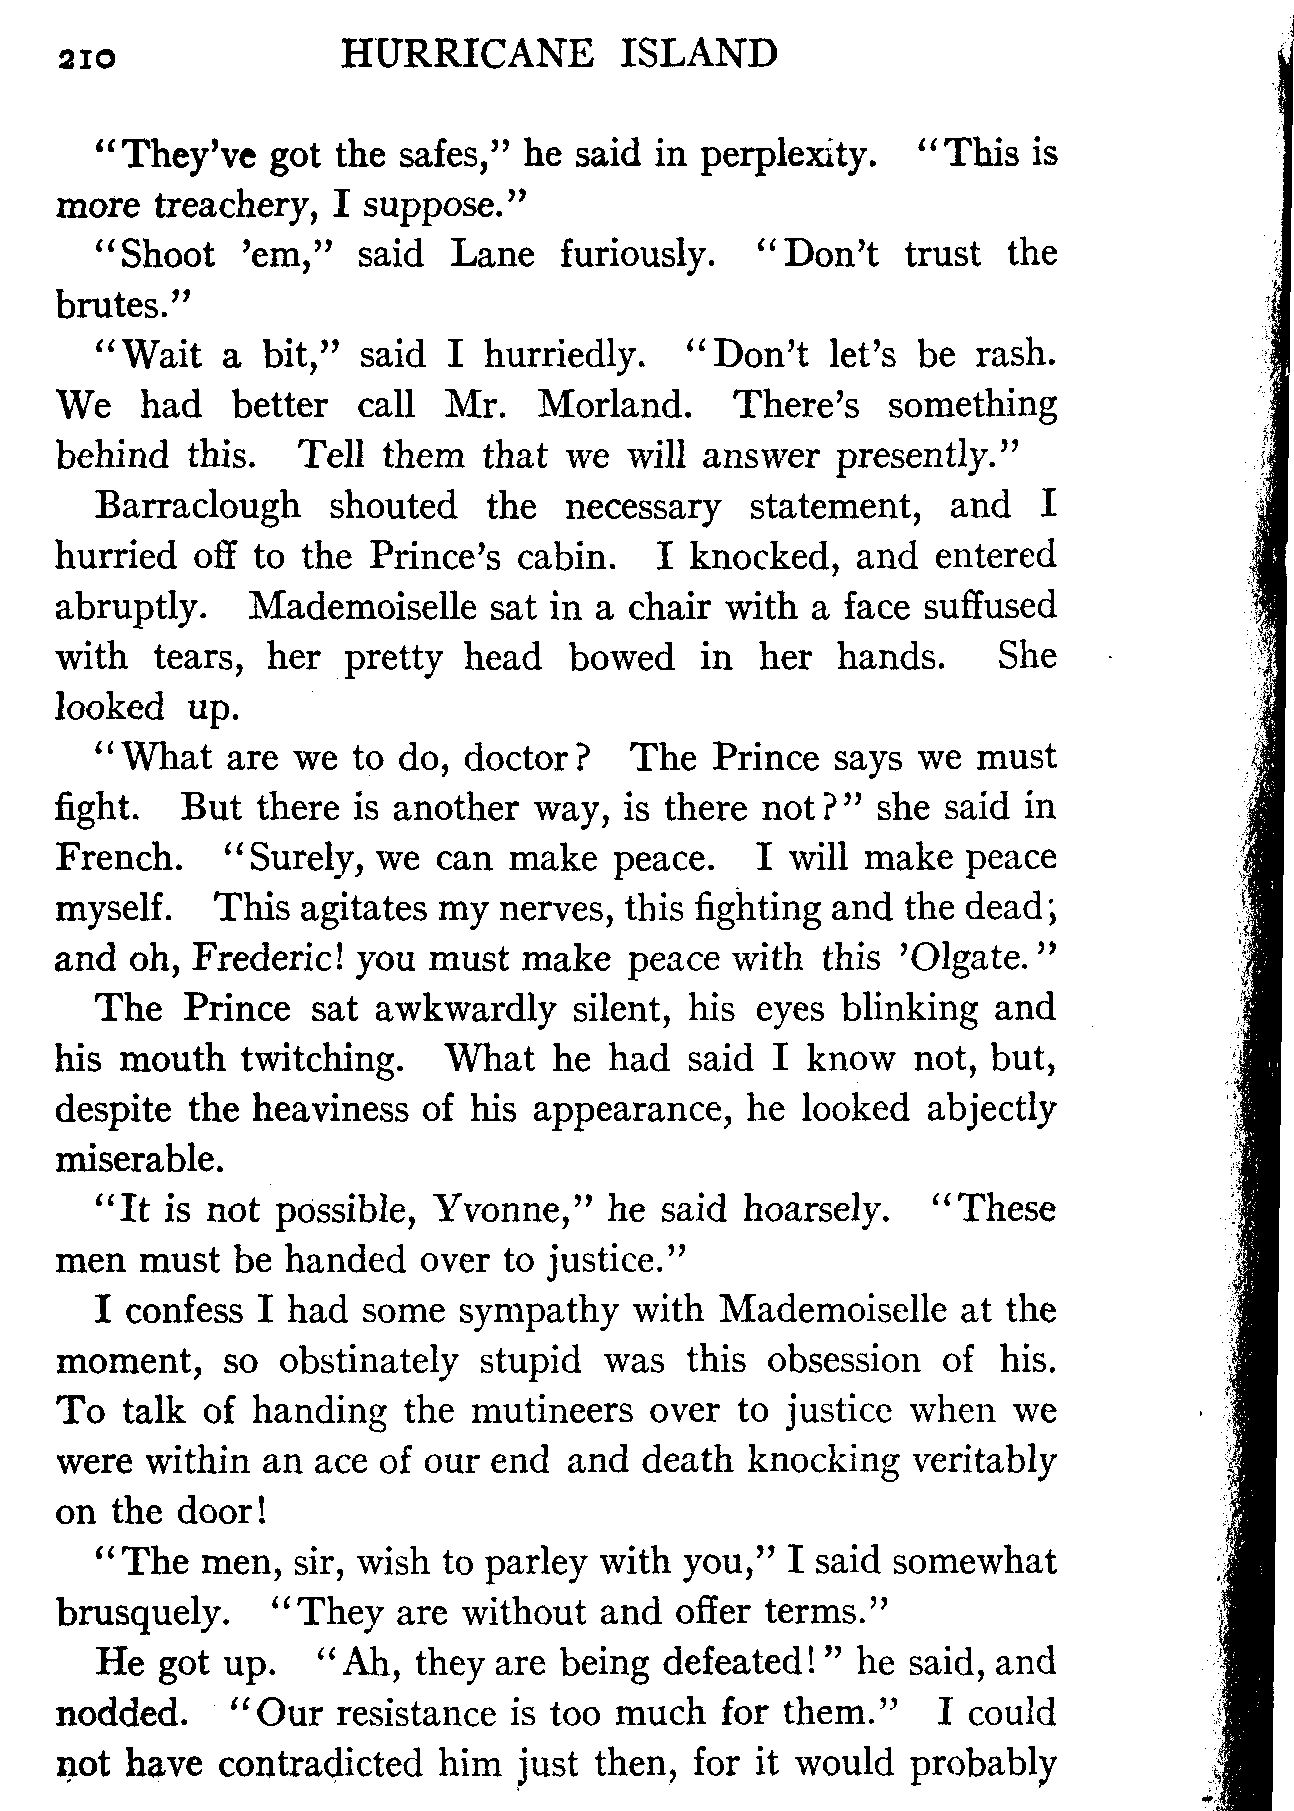 210 HURRICANE ISLAND
"They've got the safes," he said in perplexity. "This is
more treachery, I suppose."
"Shoot 'em," said Lane furiously. "Don't trust the
brutes."
"Wait a bit," said I hurriedly. "Don't let's be rash.
We had better call Mr. Morland. There's something
behind this. Tell them that we will answer presently."
Barraclough shouted the necessary statement, and I
hurried off to the Prince's cabin. I knocked, and entered
abruptly. Mademoiselle sat in a chair with a face suffused
with tears, her pretty head bowed in her hands. She
looked up.
"What are we to do, doctor? The Prince says we must
fight. But there is another way, is there not?" she said in
French. "Surely, we can make peace. I will make peace
myself. This agitates my nerves, this fighting and the dead;
and oh, Frederic! you must make peace with this 'Olgate."
The Prince sat awkwardly silent, his eyes blinking and
his mouth twitching. What he had said I know not, but,
despite the heaviness of his appearance, he looked abjectly
miserable.
"It is not possible, Yvonne," he said hoarsely. "These
men must be handed over to justice."
I confess I had some sympathy with Mademoiselle at the
moment, so obstinately stupid was this obsession of his.
To talk of handing the mutineers over to justice when we
were within an ace of our end and death knocking veritably
on the door!
"The men, sir, wish to parley with you," I said somewhat
brusquely. "They are without and offer terms."
He got up. "Ah, they are being defeated!" he said, and
nodded. "Our resistance is too much for them." I could
not have contradicted him just then, for it would probably